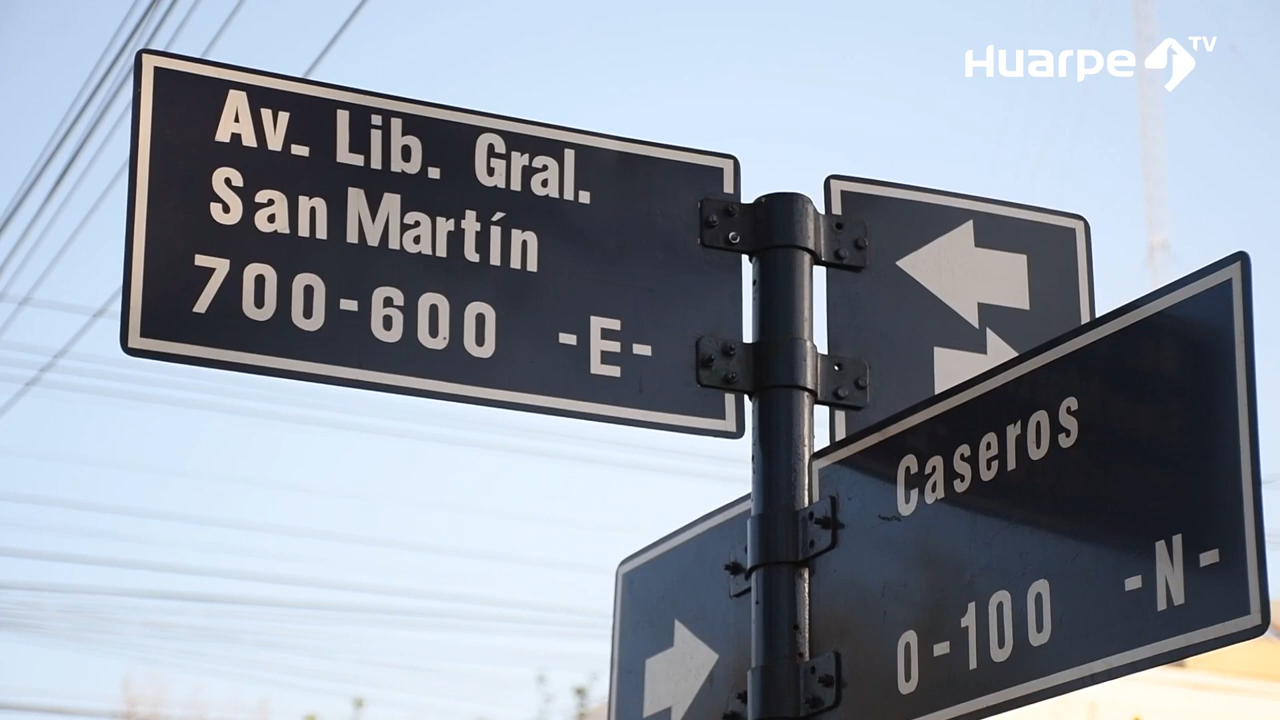 Huarpe TV
Av. Lib. Gral.
San Martín
700-600 -E-
Caseros
0-100 -N-